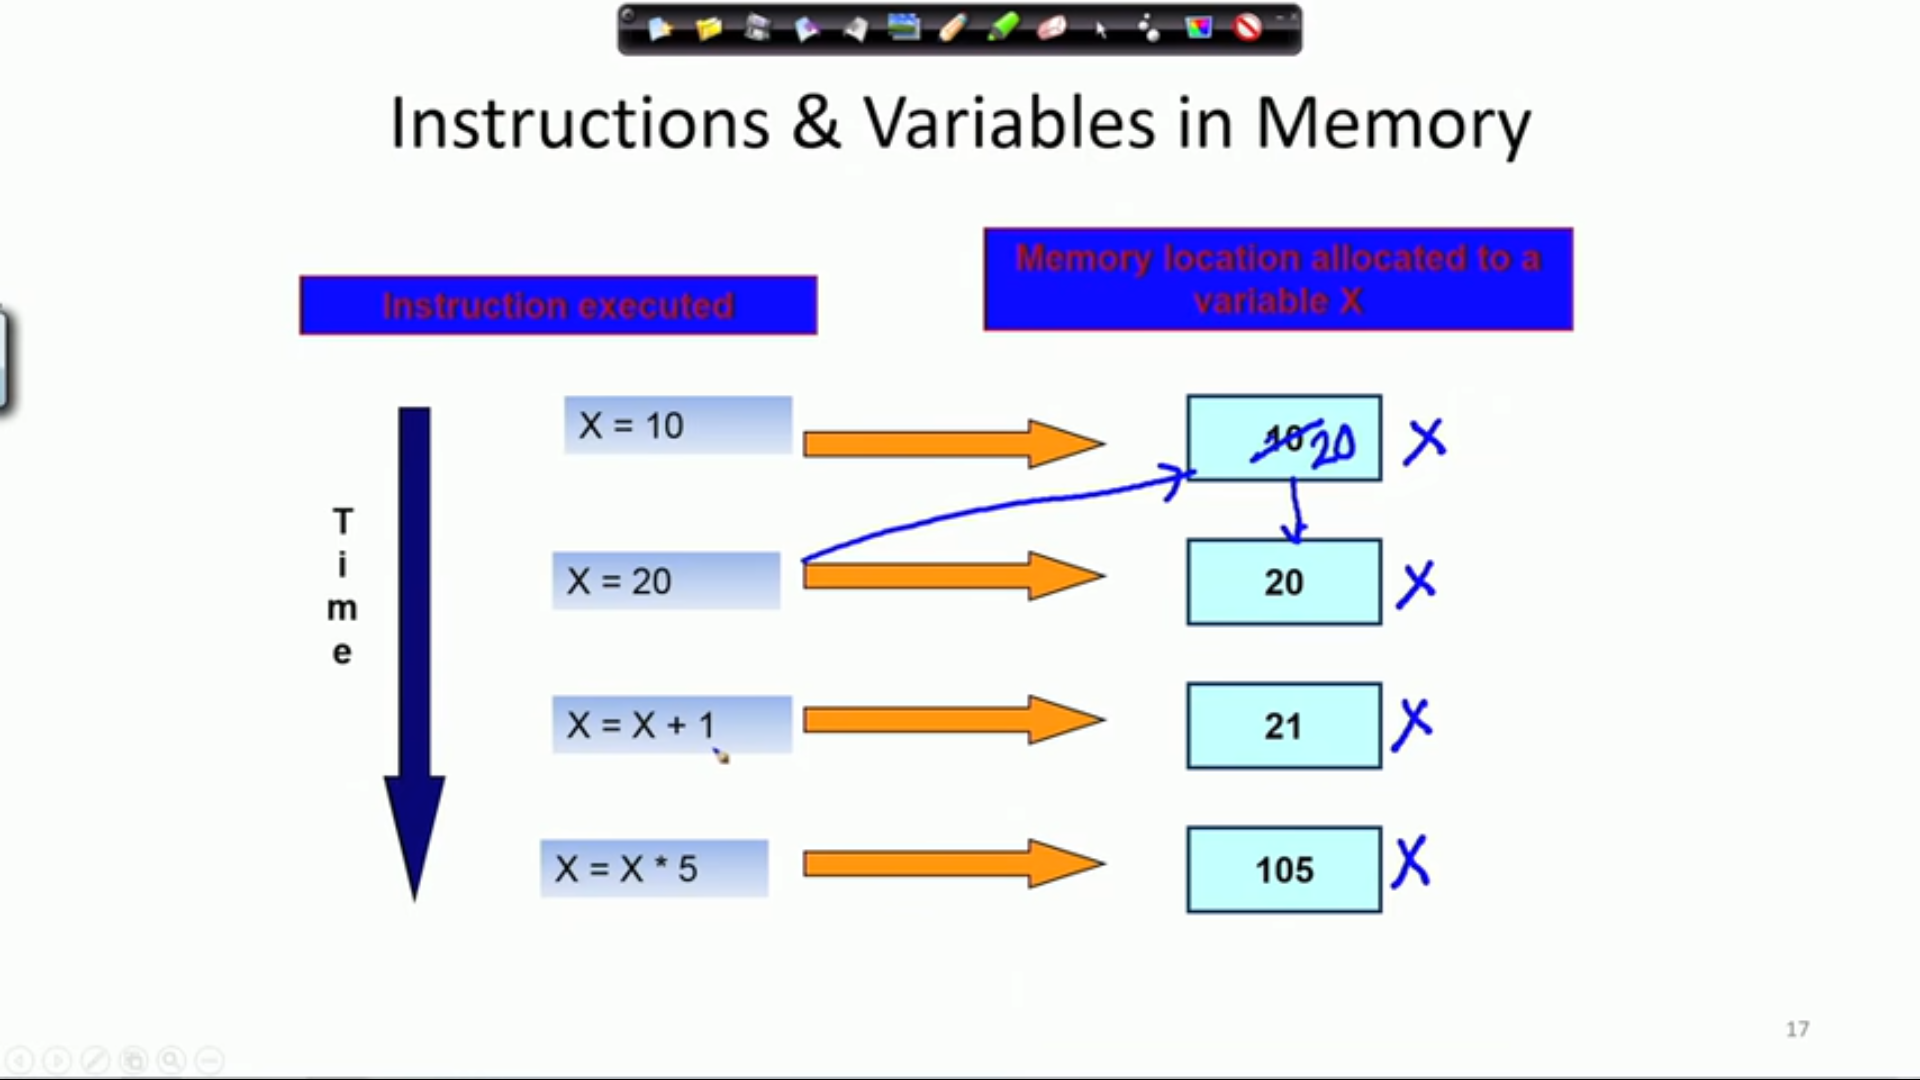 Instructions & Variables in Memory
Instruction executed
Memory location allocated to a
variable X
T
i
m
e
X = 10
10 20 X
X = 20
20 X
X = X + 1
21 X
X = X * 5
105 X
17